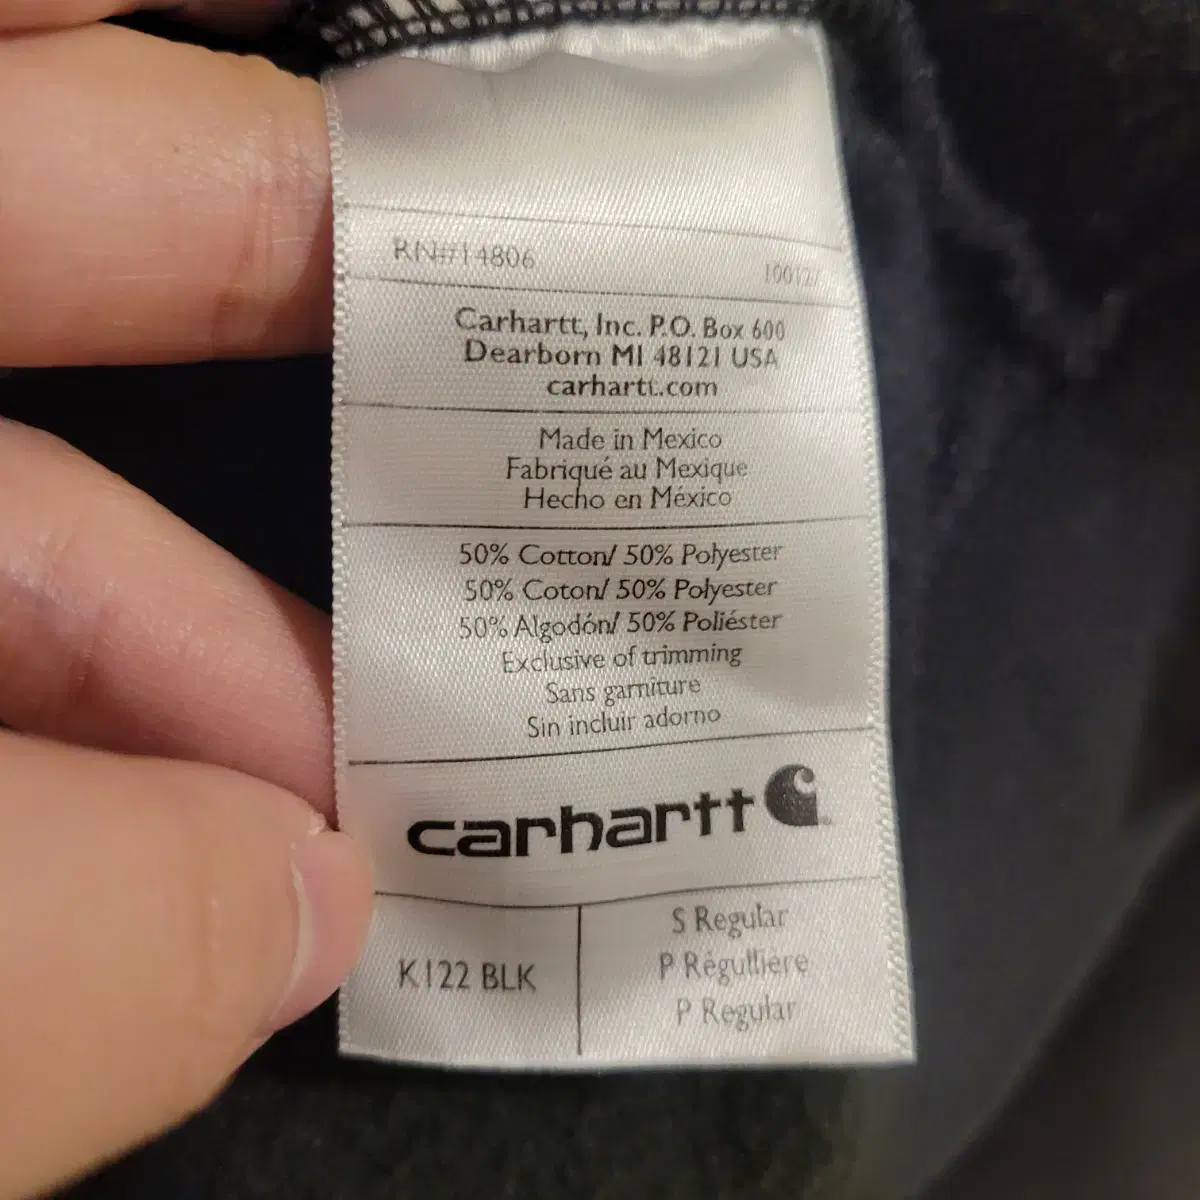 RN#14806
Carhartt, Inc. P.O. Box 600
Dearborn MI 48121 USA
carhartt.com
Made in Mexico
Fabriqué au Mexique
Hecho en México
50% Cotton/ 50% Polyester
50% Coton/ 50% Polyester
50% Algodón/ 50% Poliéster
Exclusive of trimming
Sans garniture
Sin incluir adorno
carhartt
K122 BLK
S Regular
P Régulliere
P Regular